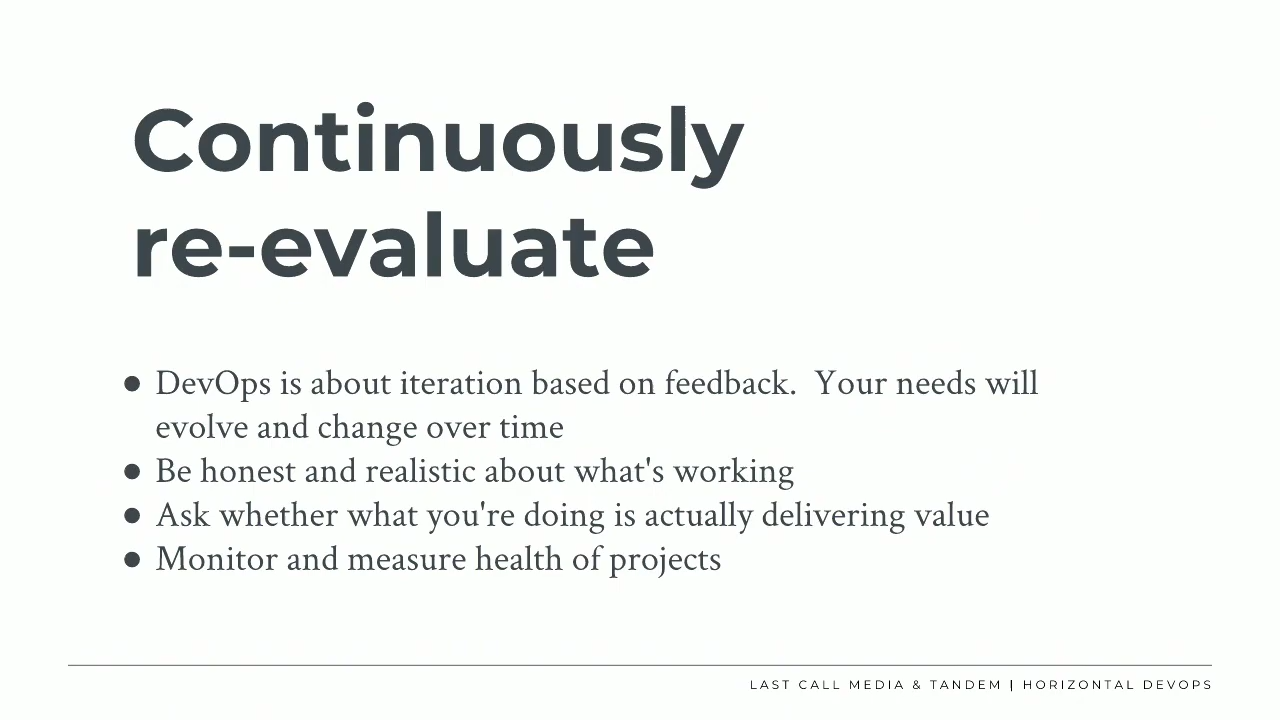 Continuously
re-evaluate
● DevOps is about iteration based on feedback.  Your needs will
evolve and change over time
● Be honest and realistic about what's working
● Ask whether what you're doing is actually delivering value
● Monitor and measure health of projects
LAST CALL MEDIA & TANDEM | HORIZONTAL DEVOPS